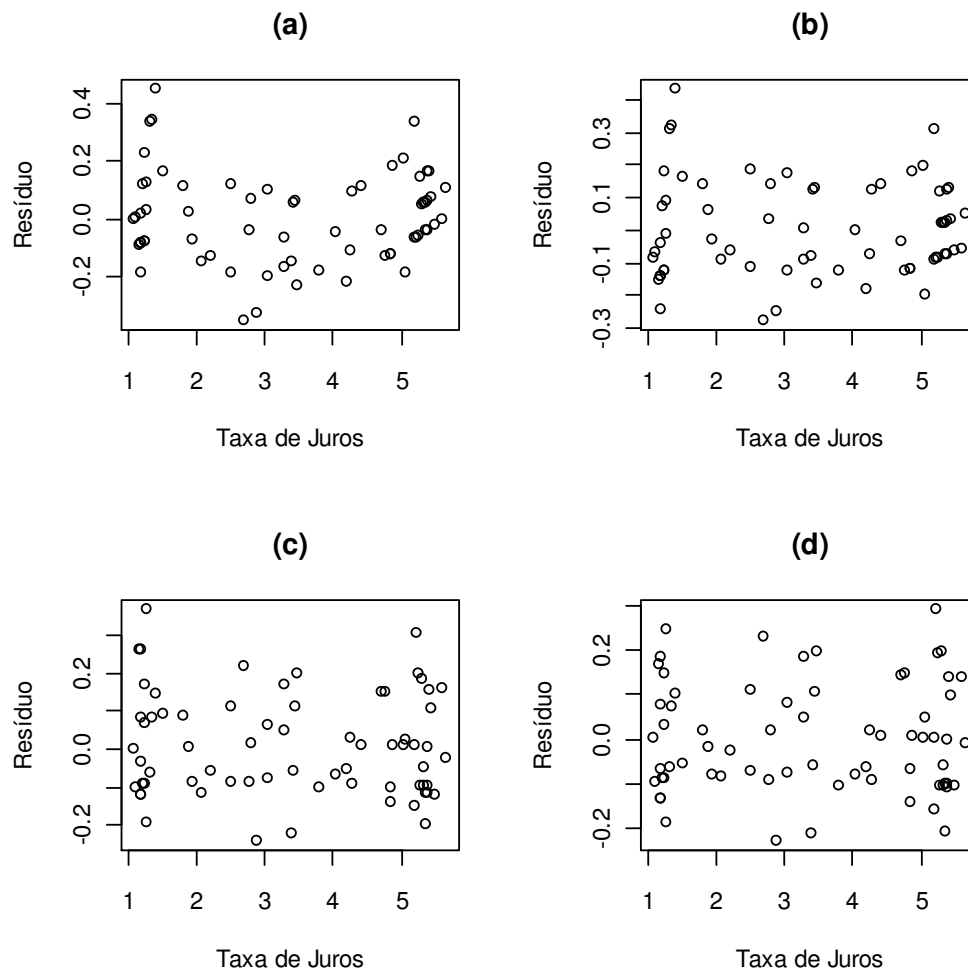 (a)
Resíduo
0.4
0.2
0.0
-0.2
1 2 3 4 5
Taxa de Juros
(b)
Resíduo
0.3
0.1
-0.1
-0.3
1 2 3 4 5
Taxa de Juros
(c)
Resíduo
0.2
0.0
-0.2
1 2 3 4 5
Taxa de Juros
(d)
Resíduo
0.2
0.0
-0.2
1 2 3 4 5
Taxa de Juros